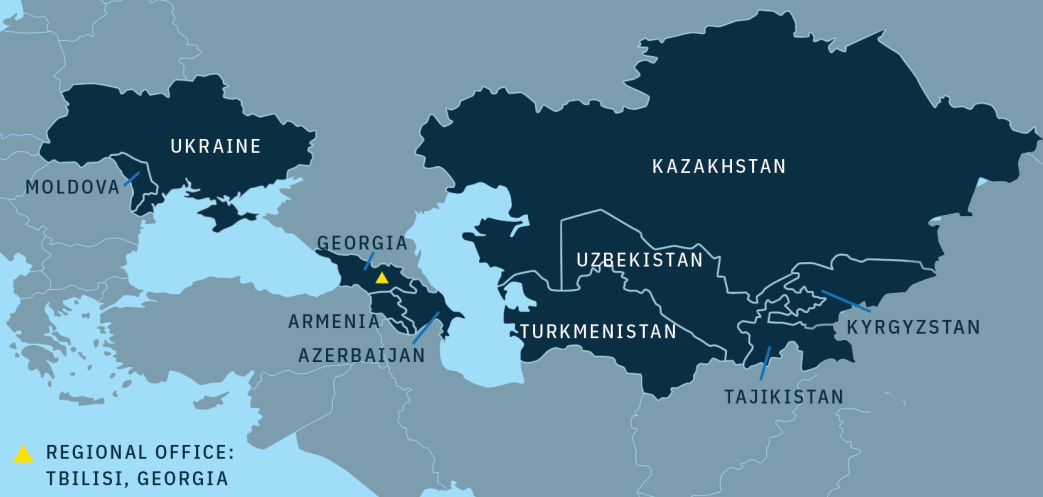 UKRAINE
MOLDOVA
KAZAKHSTAN
GEORGIA
UZBEKISTAN
ARMENIA
TURKMENISTAN
KYRGYZSTAN
AZERBAIJAN
TAJIKISTAN
REGIONAL OFFICE:
TBILISI, GEORGIA